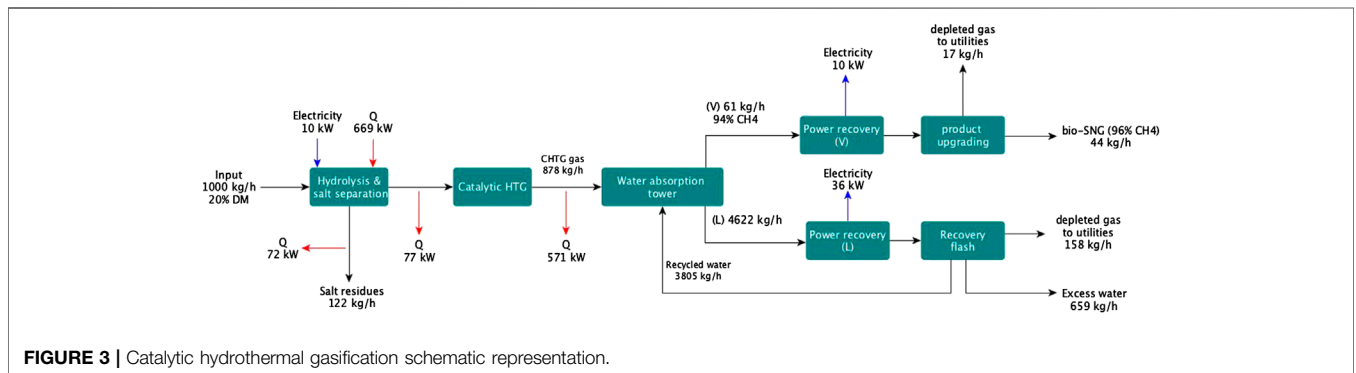 Input
1000 kg/h
20% DM
Electricity
10 kW
Q
669 kW
Hydrolysis &
salt separation
Q
72 kW
Salt residues
122 kg/h
Q
77 kW
Catalytic HTG
CHTG gas
878 kg/h
Q
571 kW
Water absorption
tower
(V) 61 kg/h
94% CH4
(L) 4622 kg/h
Recycled water
3805 kg/h
Electricity
10 kW
Power recovery
(V)
depleted gas
to utilities
17 kg/h
product
upgrading
bio-SNG (96% CH4)
44 kg/h
Electricity
36 kW
Power recovery
(L)
Recovery
flash
depleted gas
to utilities
158 kg/h
Excess water
659 kg/h
FIGURE 3 | Catalytic hydrothermal gasification schematic representation.